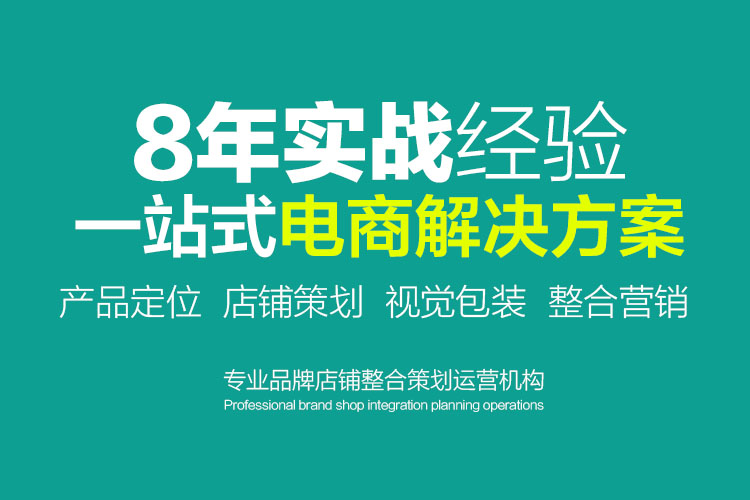 8年实战经验
一站式电商解决方案
产品定位 店铺策划 视觉包装 整合营销
专业品牌店铺整合策划运营机构
Professional brand shop integration planning operations